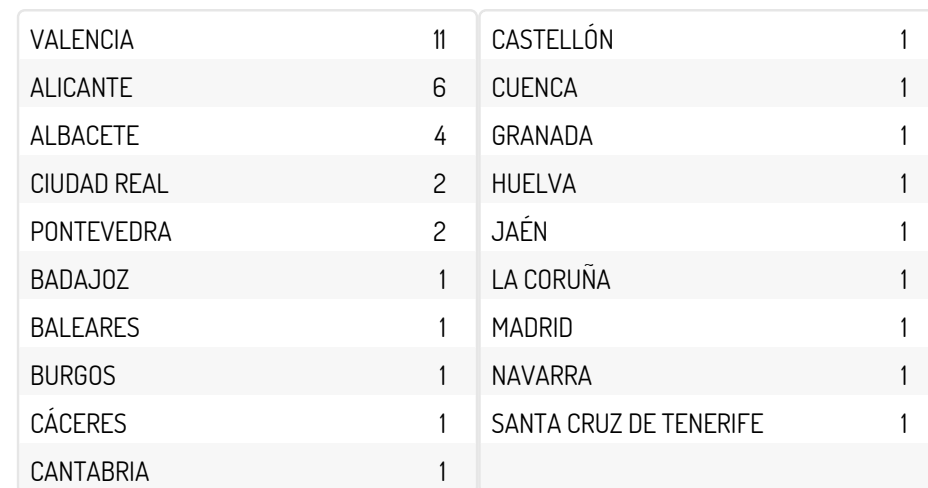 VALENCIA 11
ALICANTE 6
ALBACETE 4
CIUDAD REAL 2
PONTEVEDRA 2
BADAJOZ 1
BALEARES 1
BURGOS 1
CÁCERES 1
CANTABRIA 1
CASTELLÓN 1
CUENCA 1
GRANADA 1
HUELVA 1
JAÉN 1
LA CORUÑA 1
MADRID 1
NAVARRA 1
SANTA CRUZ DE TENERIFE 1